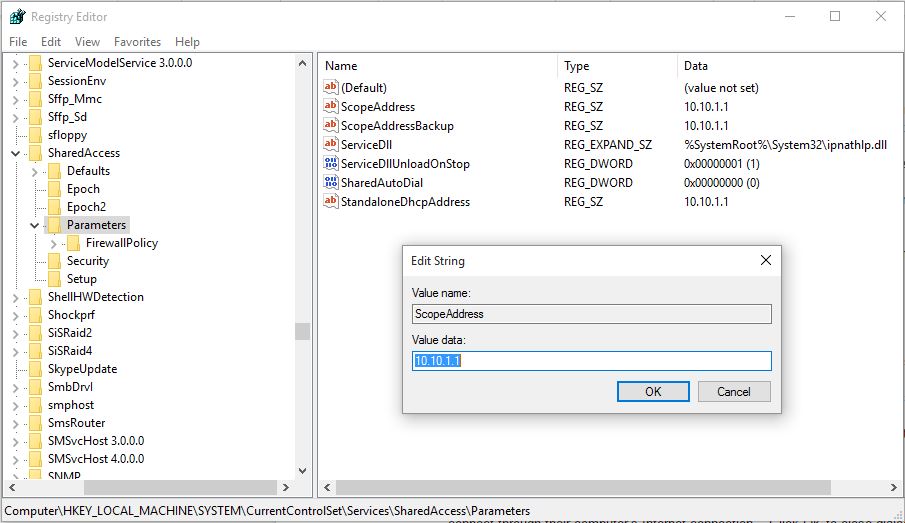 Registry Editor
File Edit View Favorites Help
ServiceModelService 3.0.0.0
SessionEnv
Sffp_Mmc
Sffp_Sd
sfloppy
SharedAccess
Defaults
Epoch
Epoch2
Parameters
FirewallPolicy
Security
Setup
ShellHWDetection
Shockprf
SiSRaid2
SiSRaid4
SkypeUpdate
SmbDrvI
smphost
SmsRouter
SMSvcHost 3.0.0.0
SMSvcHost 4.0.0.0
SNMP
Name Type Data
(Default) REG_SZ (value not set)
ScopeAddress REG_SZ 10.10.1.1
ScopeAddressBackup REG_SZ 10.10.1.1
ServiceDll REG_EXPAND_SZ %SystemRoot%\System32\ipnathlp.dll
ServiceDllUnloadOnStop REG_DWORD 0x00000001 (1)
SharedAutoDial REG_DWORD 0x00000000 (0)
StandaloneDhcpAddress REG_SZ 10.10.1.1
Edit String
Value name:
ScopeAddress
Value data:
10.10.1.1
OK Cancel
Computer\HKEY_LOCAL_MACHINE\SYSTEM\CurrentControlSet\Services\SharedAccess\Parameters